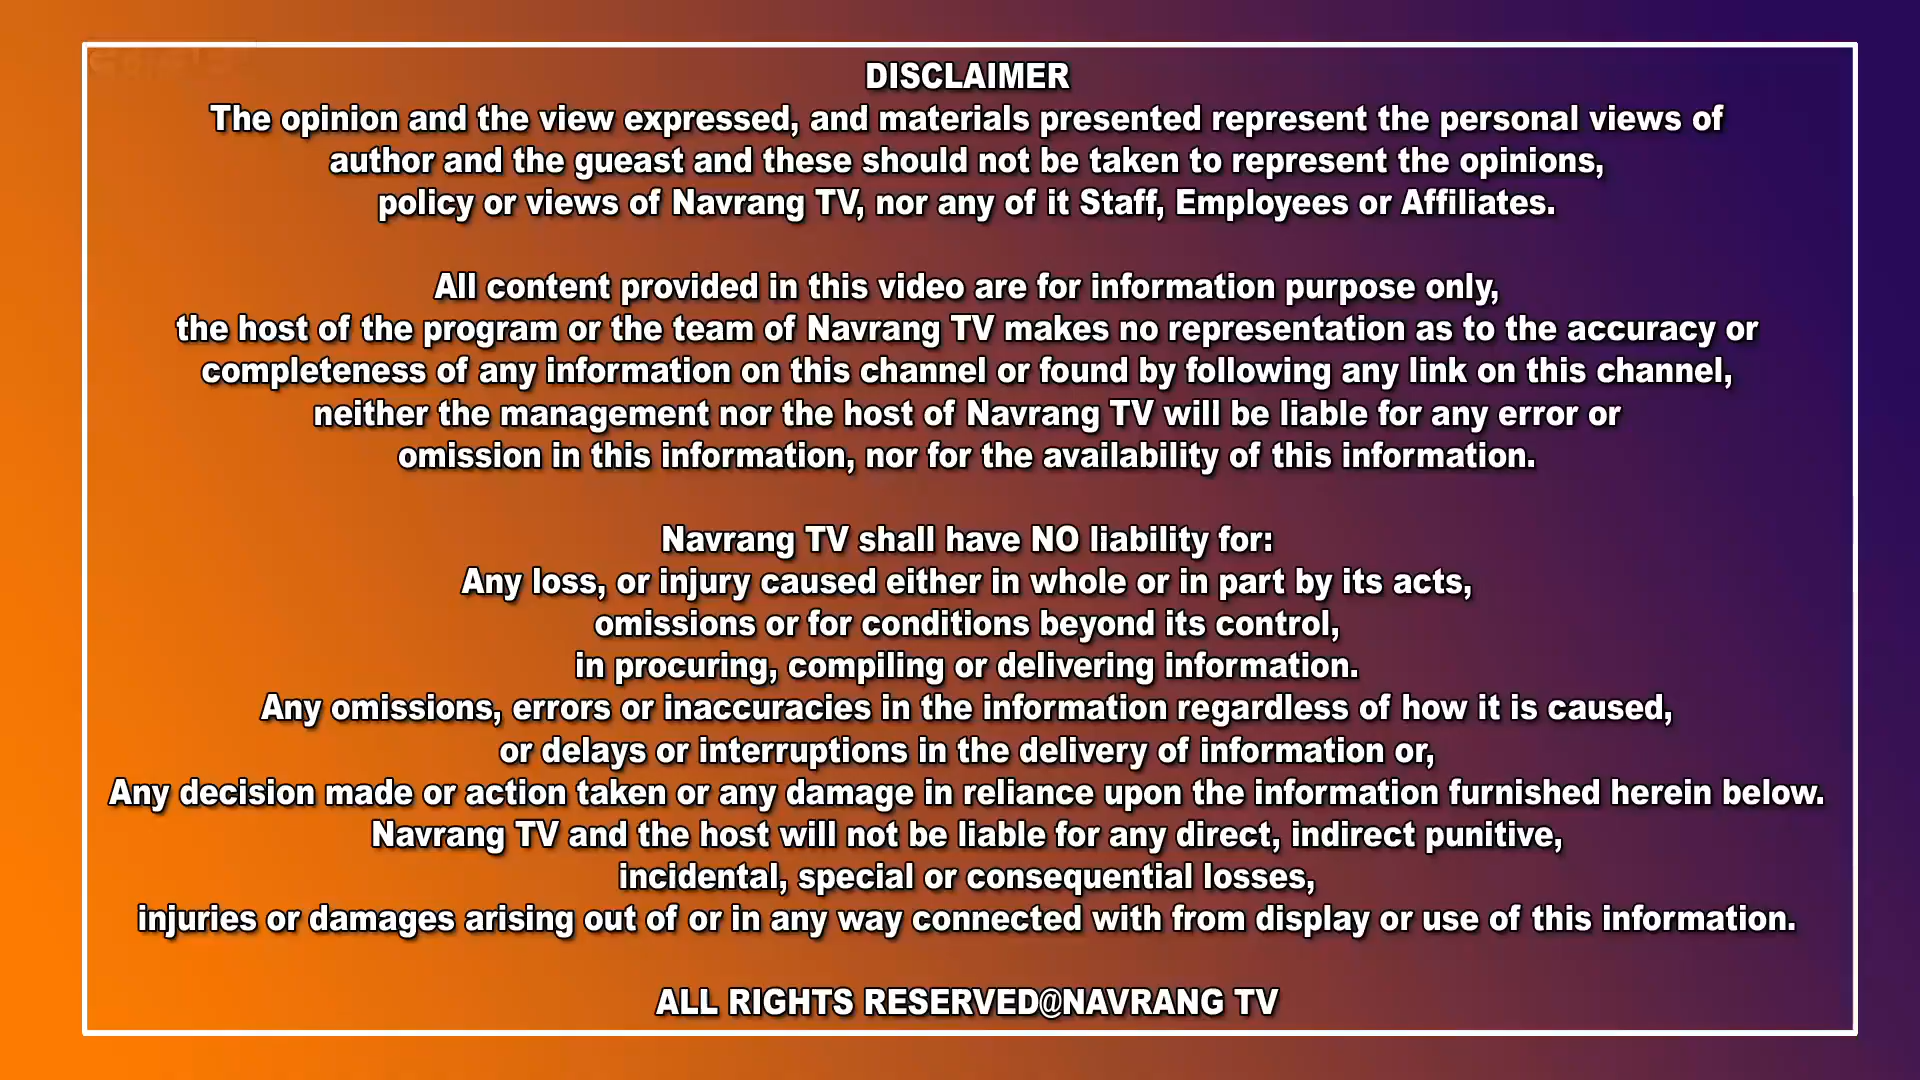 DISCLAIMER
The opinion and the view expressed, and materials presented represent the personal views of
author and the gueast and these should not be taken to represent the opinions,
policy or views of Navrang TV, nor any of it Staff, Employees or Affiliates.
All content provided in this video are for information purpose only,
the host of the program or the team of Navrang TV makes no representation as to the accuracy or
completeness of any information on this channel or found by following any link on this channel,
neither the management nor the host of Navrang TV will be liable for any error or
omission in this information, nor for the availability of this information.
Navrang TV shall have NO liability for:
Any loss, or injury caused either in whole or in part by its acts,
omissions or for conditions beyond its control,
in procuring, compiling or delivering information.
Any omissions, errors or inaccuracies in the information regardless of how it is caused,
or delays or interruptions in the delivery of information or,
Any decision made or action taken or any damage in reliance upon the information furnished herein below.
Navrang TV and the host will not be liable for any direct, indirect punitive,
incidental, special or consequential losses,
injuries or damages arising out of or in any way connected with from display or use of this information.
ALL RIGHTS RESERVED@NAVRANG TV